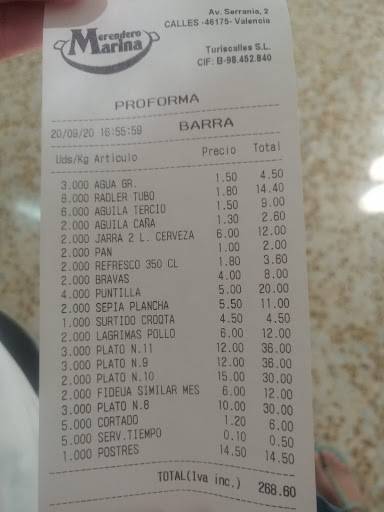 Merendero
Marina
Av. Serrania, 2
CALLES -46175- Valencia
Turiscalles S.L.
CIF: B-98.452.840
PROFORMA
20/09/20 16:55:59 BARRA
Uds/Kg Articulo Precio Total
3.000 AGUA GR. 1.50 4.50
8.000 RADLER TUBO 1.80 14.40
6.000 AGUILA TERCIO 1.50 9.00
2.000 AGUILA CAÑA 1.30 2.60
2.000 JARRA 2 L. CERVEZA 6.00 12.00
2.000 PAN 1.00 2.00
2.000 REFRESCO 350 CL 1.80 3.60
2.000 BRAVAS 4.00 8.00
4.000 PUNTILLA 5.00 20.00
2.000 SEPIA PLANCHA 5.50 11.00
1.000 SURTIDO CROQTA 4.50 4.50
2.000 LAGRIMAS POLLO 6.00 12.00
3.000 PLATO N.11 12.00 36.00
3.000 PLATO N.9 12.00 36.00
2.000 PLATO N.10 15.00 30.00
2.000 FIDEUA SIMILAR MES 6.00 12.00
3.000 PLATO N.8 10.00 30.00
5.000 CORTADO 1.20 6.00
5.000 SERV.TIEMPO 0.10 0.50
1.000 POSTRES 14.50 14.50
TOTAL(Iva inc.) 268.60